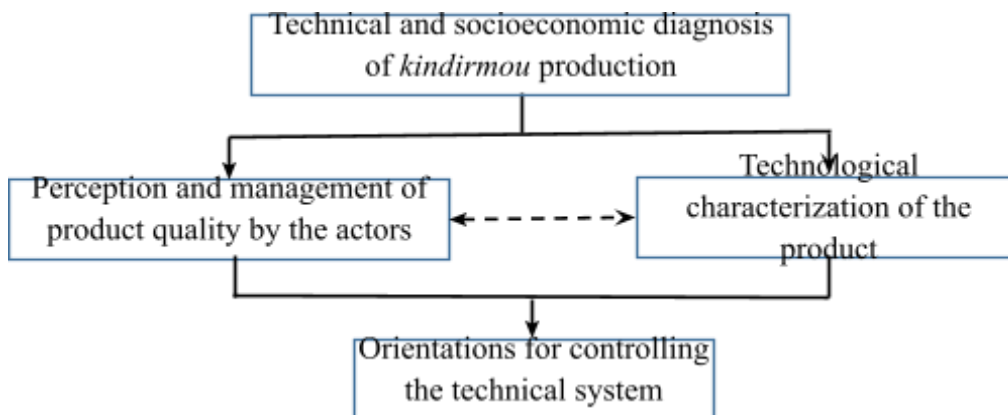 Technical and socioeconomic diagnosis
of kindirmou production
Perception and management of
product quality by the actors
Technological
characterization of the
product
Orientations for controlling
the technical system